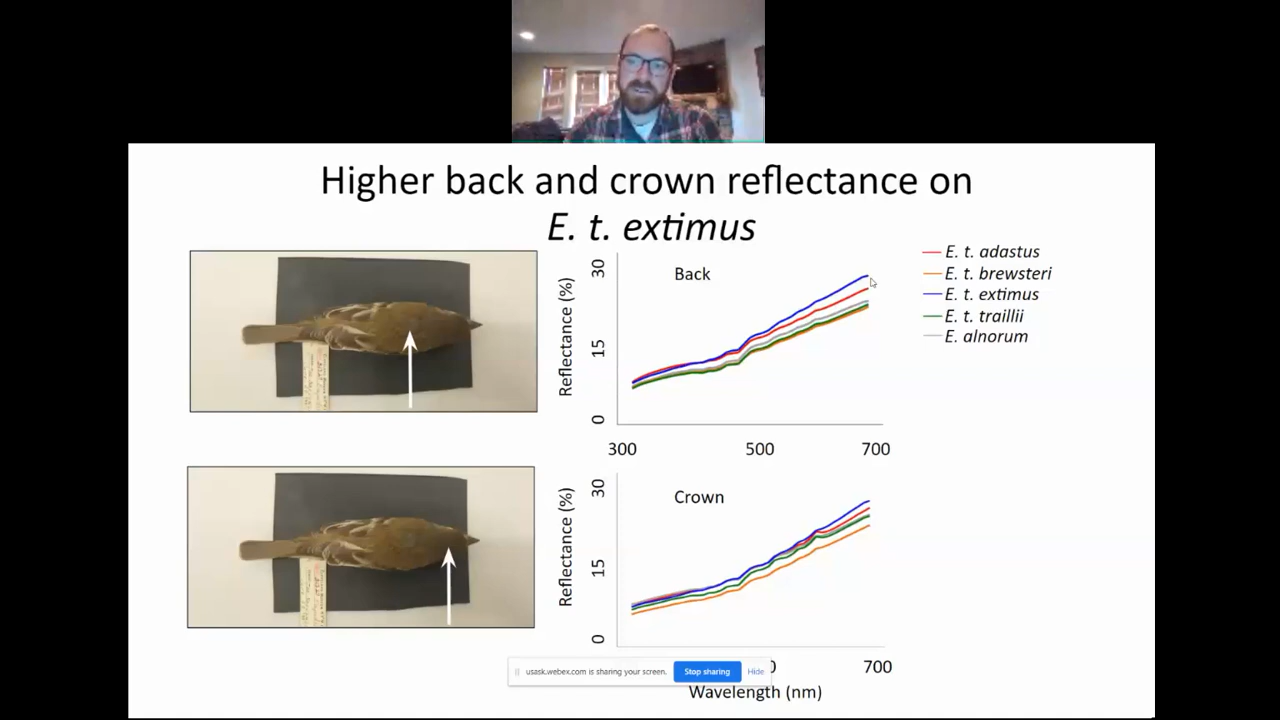 Higher back and crown reflectance on
E. t. extimus
Back
Reflectance (%)
30
15
0
300
500
700
E. t. adastus
E. t. brewsteri
E. t. extimus
E. t. traillii
E. alnorum
Crown
Reflectance (%)
30
15
0
0
700
usask.webex.com is sharing your screen.
Stop sharing
Hide
Wavelength (nm)